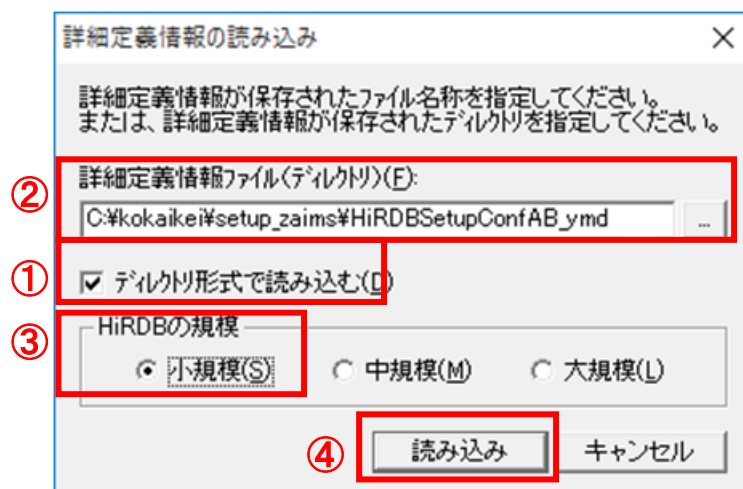 詳細定義情報の読み込み
詳細定義情報が保存されたファイル名称を指定してください。
または、詳細定義情報が保存されたディレクトリを指定してください。
② 詳細定義情報ファイル(ディレクトリ)(F):
C:¥kokaikei¥setup_zaims¥HiRDBSetupConfAB_ymd ...
① ディレクトリ形式で読み込む(D)
③ HiRDBの規模
小規模(S) 中規模(M) 大規模(L)
④ 読み込み キャンセル